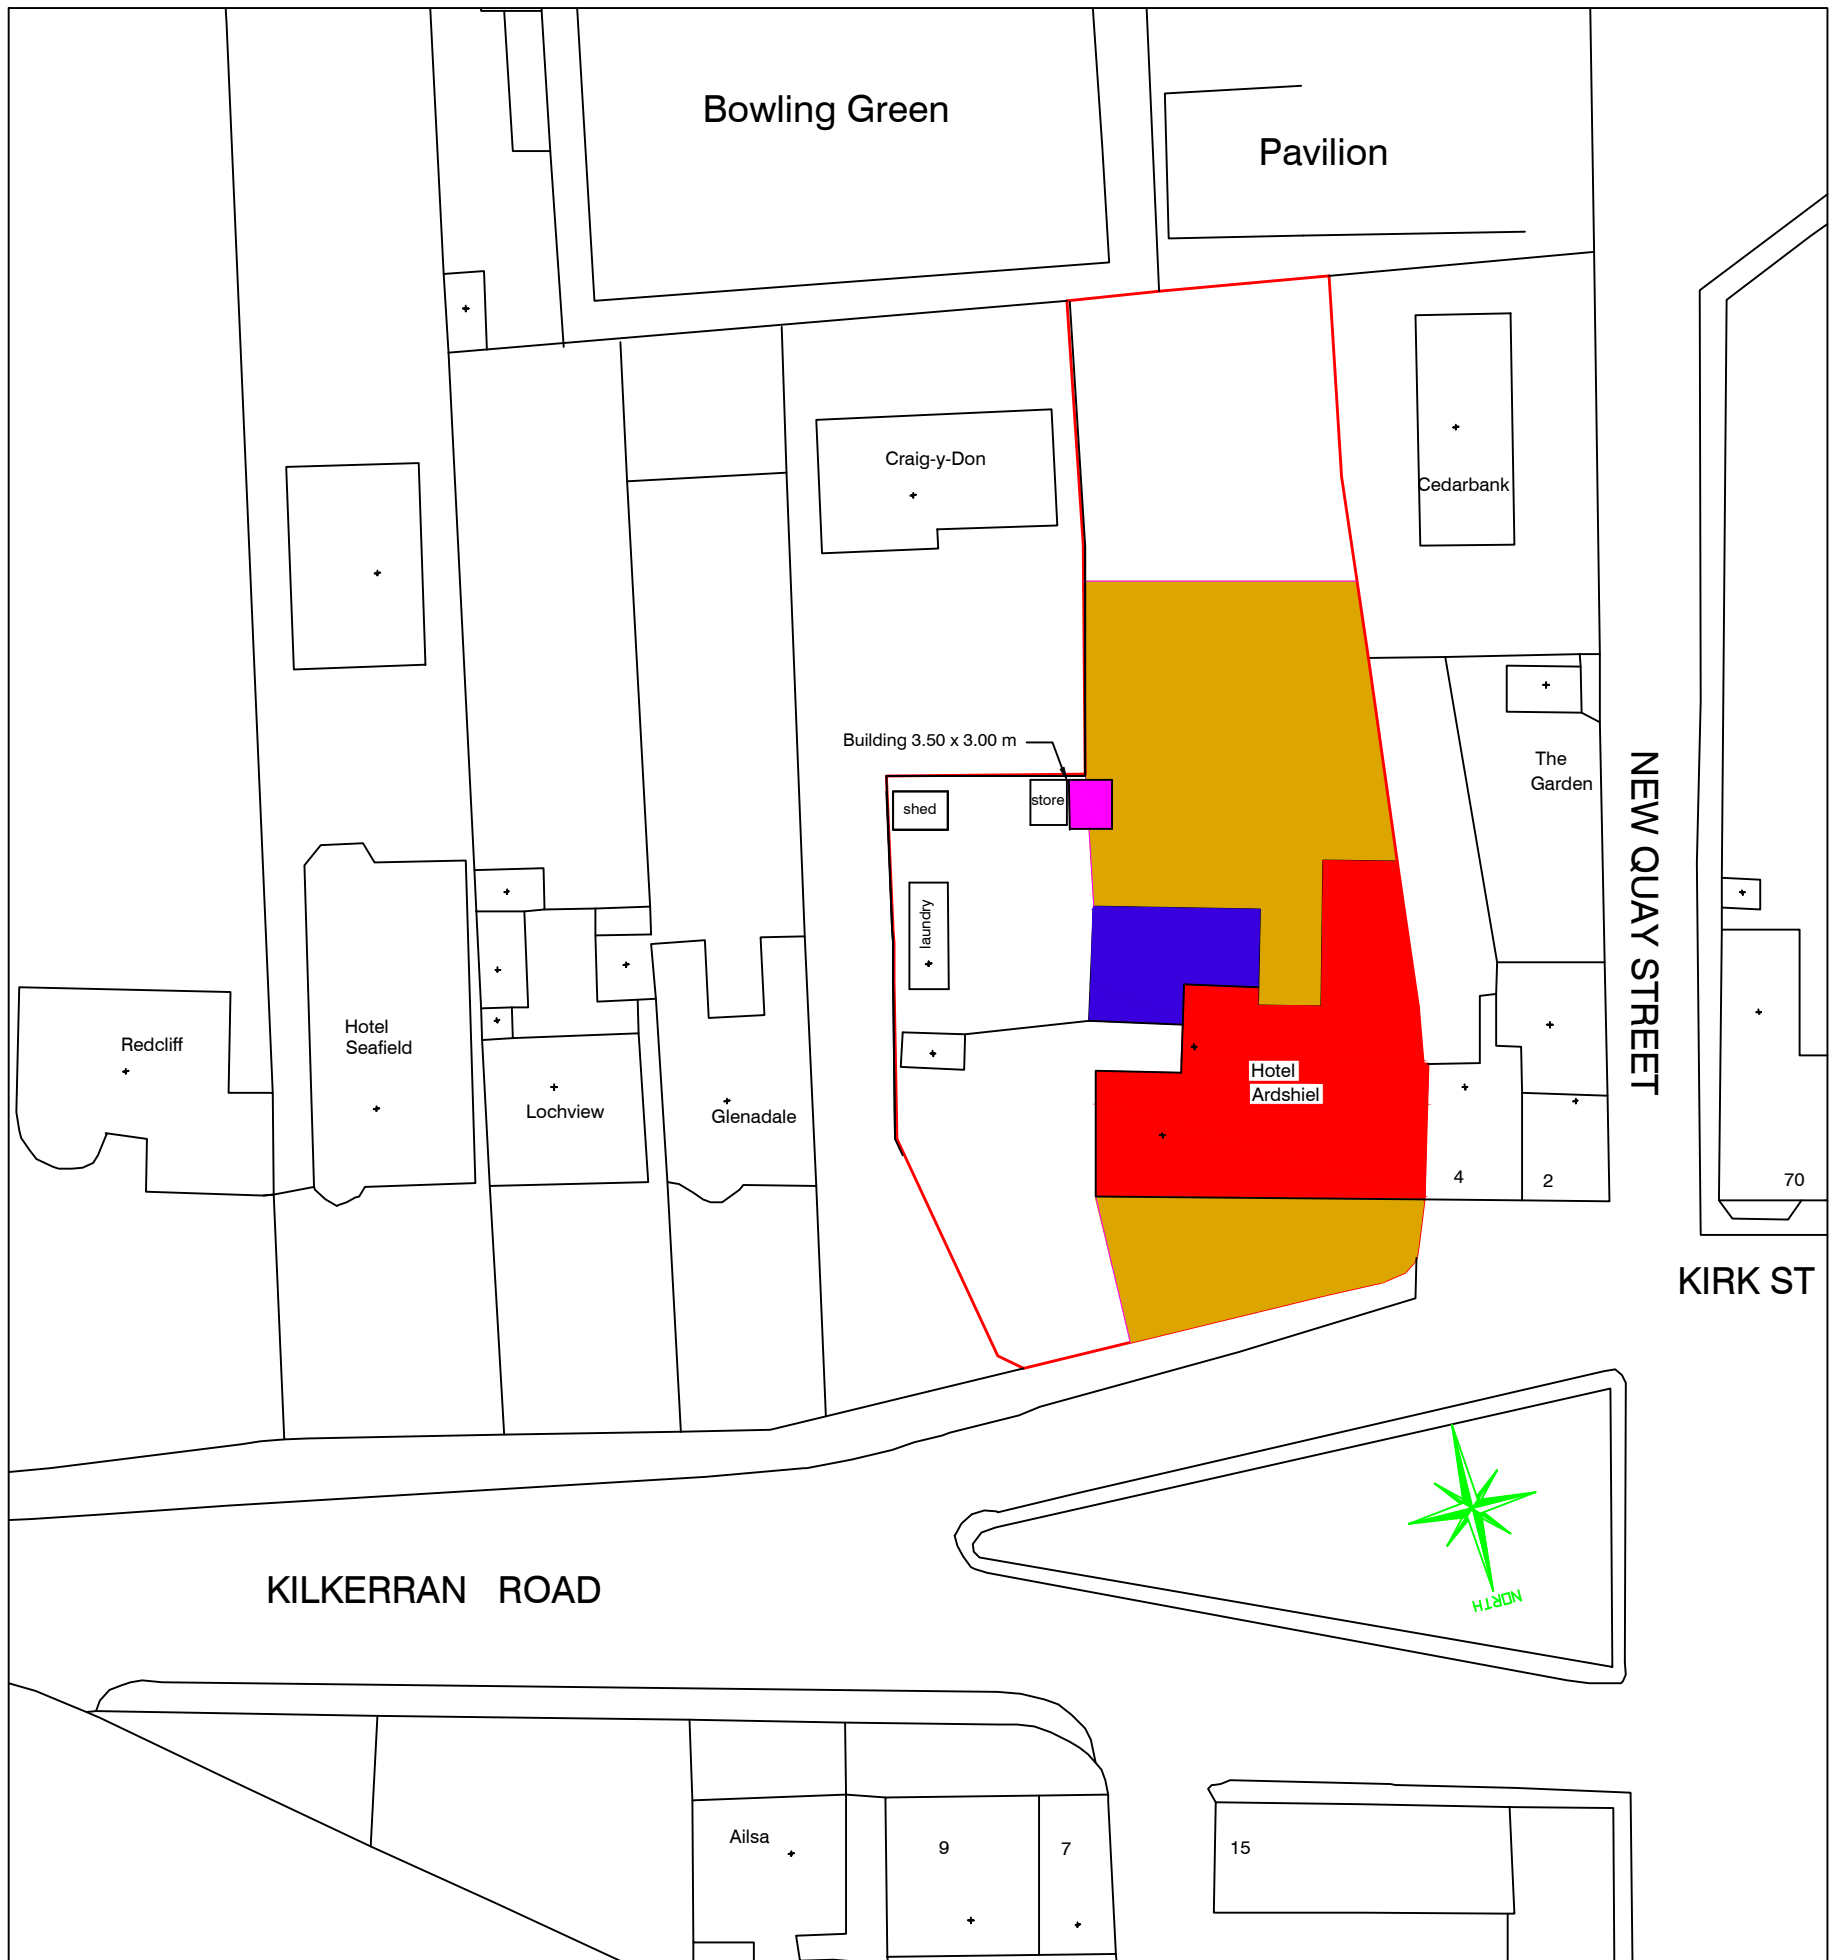 Bowling Green
Pavilion
Craig-y-Don
Cedarbank
Building 3.50 x 3.00 m
The
Garden
shed
store
laundry
NEW QUAY STREET
Hotel
Seafield
Redcliff
Lochview
Glenadale
Hotel
Ardshiel
4
2
70
KIRK ST
KILKERRAN ROAD
NORTH
Ailsa
9
7
15